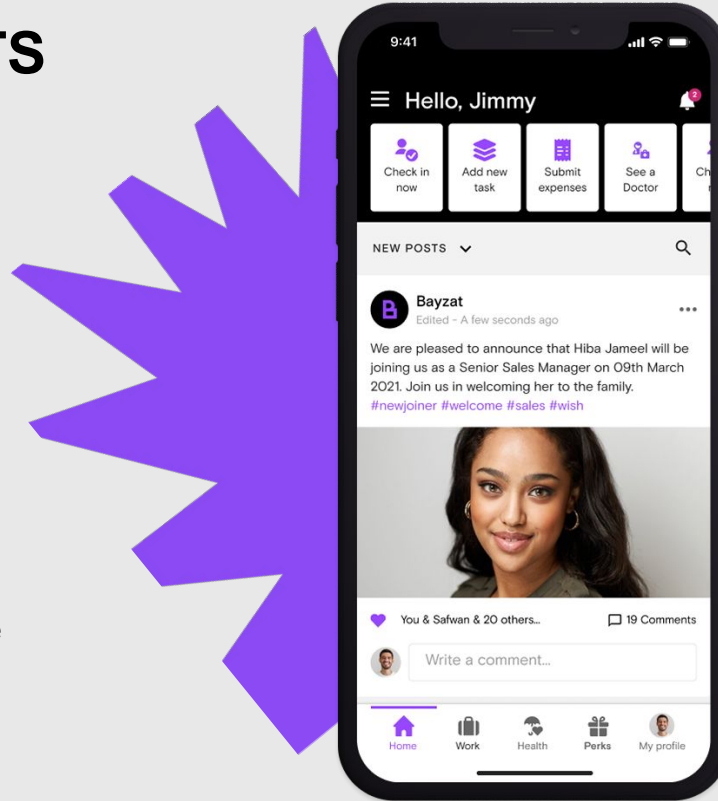 TS
9:41
Hello, Jimmy
2
Check in
now
Add new
task
Submit
expenses
See a
Doctor
Ch
NEW POSTS
B
Bayzat
Edited - A few seconds ago
We are pleased to announce that Hiba Jameel will be
joining us as a Senior Sales Manager on 09th March
2021. Join us in welcoming her to the family.
#newjoiner #welcome #sales #wish
You & Safwan & 20 others...
19 Comments
Write a comment...
Home
Work
Health
Perks
My profile